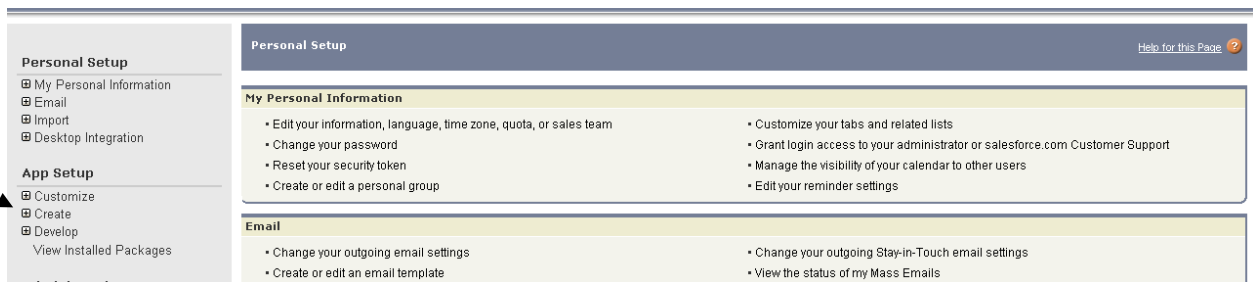 Personal Setup
My Personal Information
Email
Import
Desktop Integration
App Setup
Customize
Create
Develop
View Installed Packages
Personal Setup
Help for this Page
My Personal Information
Edit your information, language, time zone, quota, or sales team
Change your password
Reset your security token
Create or edit a personal group
Customize your tabs and related lists
Grant login access to your administrator or salesforce.com Customer Support
Manage the visibility of your calendar to other users
Edit your reminder settings
Email
Change your outgoing email settings
Create or edit an email template
Change your outgoing Stay-in-Touch email settings
View the status of my Mass Emails